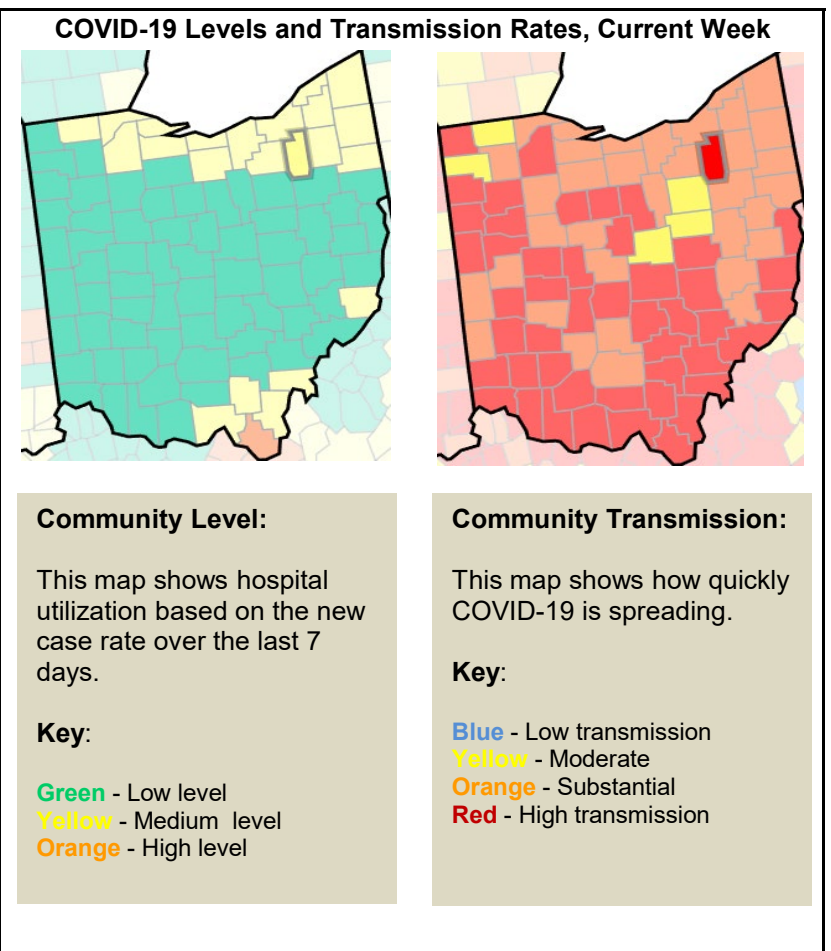 COVID-19 Levels and Transmission Rates, Current Week
Community Level:
This map shows hospital
utilization based on the new
case rate over the last 7
days.
Key:
Green - Low level
Yellow - Medium  level
Orange - High level
Community Transmission:
This map shows how quickly
COVID-19 is spreading.
Key:
Blue - Low transmission
Yellow - Moderate
Orange - Substantial
Red - High transmission